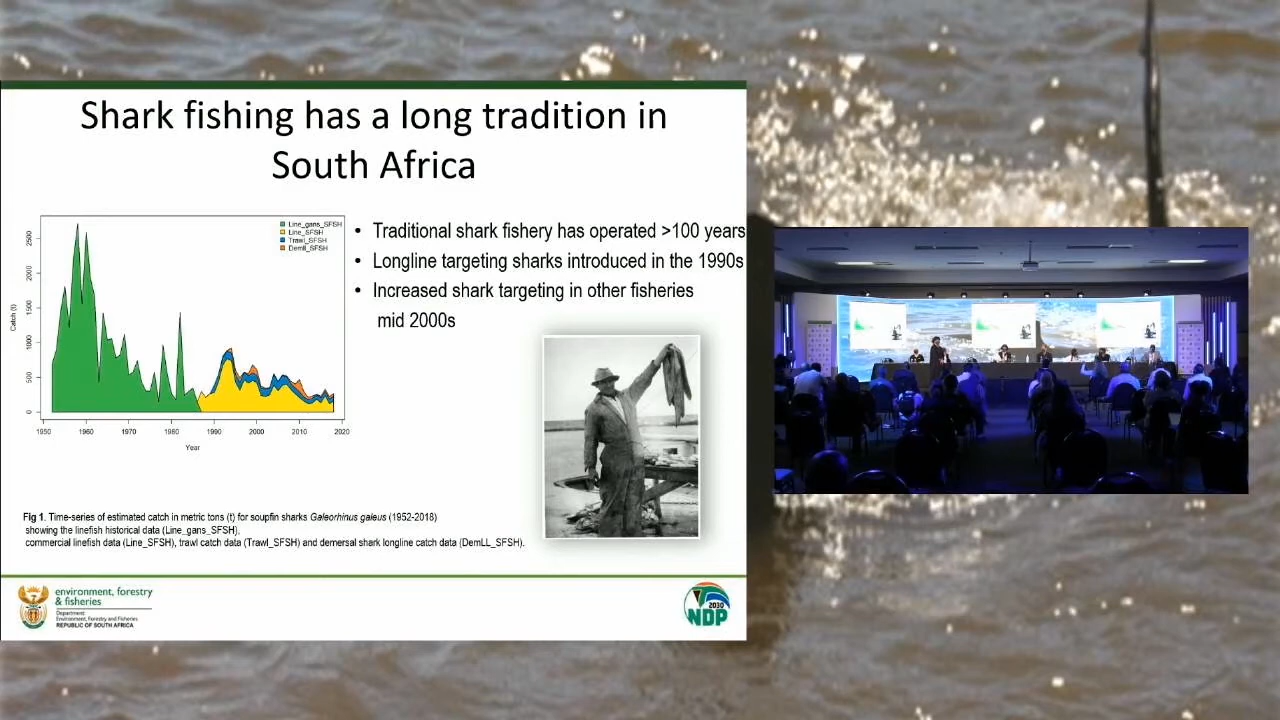 Shark fishing has a long tradition in
South Africa
2500
2000
1500
1000
500
0
Catch (t)
Line_gans_SFSH
Line_SFSH
Trawl_SFSH
Demll_SFSH
1950
1960
1970
1980
1990
2000
2010
2020
Year
• Traditional shark fishery has operated >100 years
• Longline targeting sharks introduced in the 1990s
• Increased shark targeting in other fisheries
mid 2000s
Fig 1. Time-series of estimated catch in metric tons (t) for soupfin sharks Galeorhinus galeus (1952-2018)
showing the linefish historical data (Line_gans_SFSH),
commercial linefish data (Line_SFSH), trawl catch data (Trawl_SFSH) and demersal shark longline catch data (DemLL_SFSH).
environment, forestry
& fisheries
Department:
Environment, Forestry and Fisheries
REPUBLIC OF SOUTH AFRICA
2030
NDP